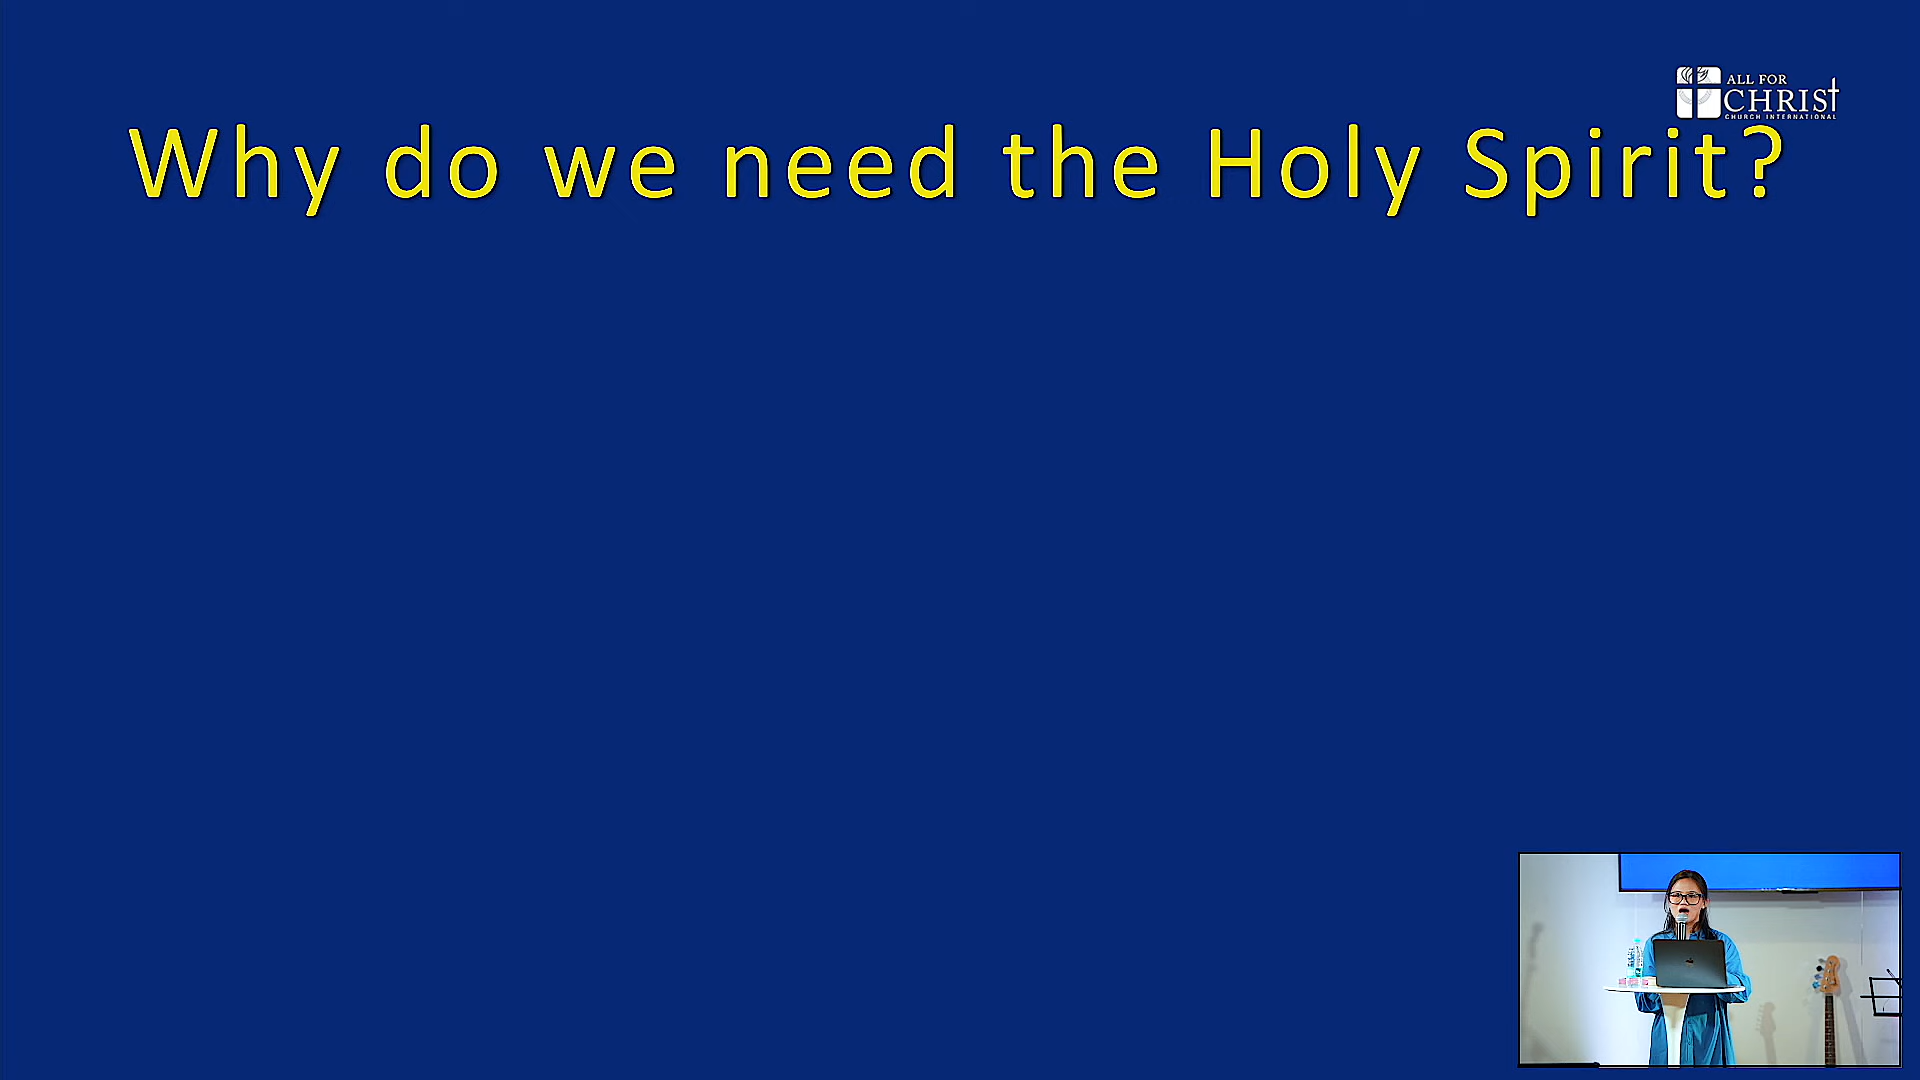 ALL FOR
CHRIST
CHURCH INTERNATIONAL
Why do we need the Holy Spirit?